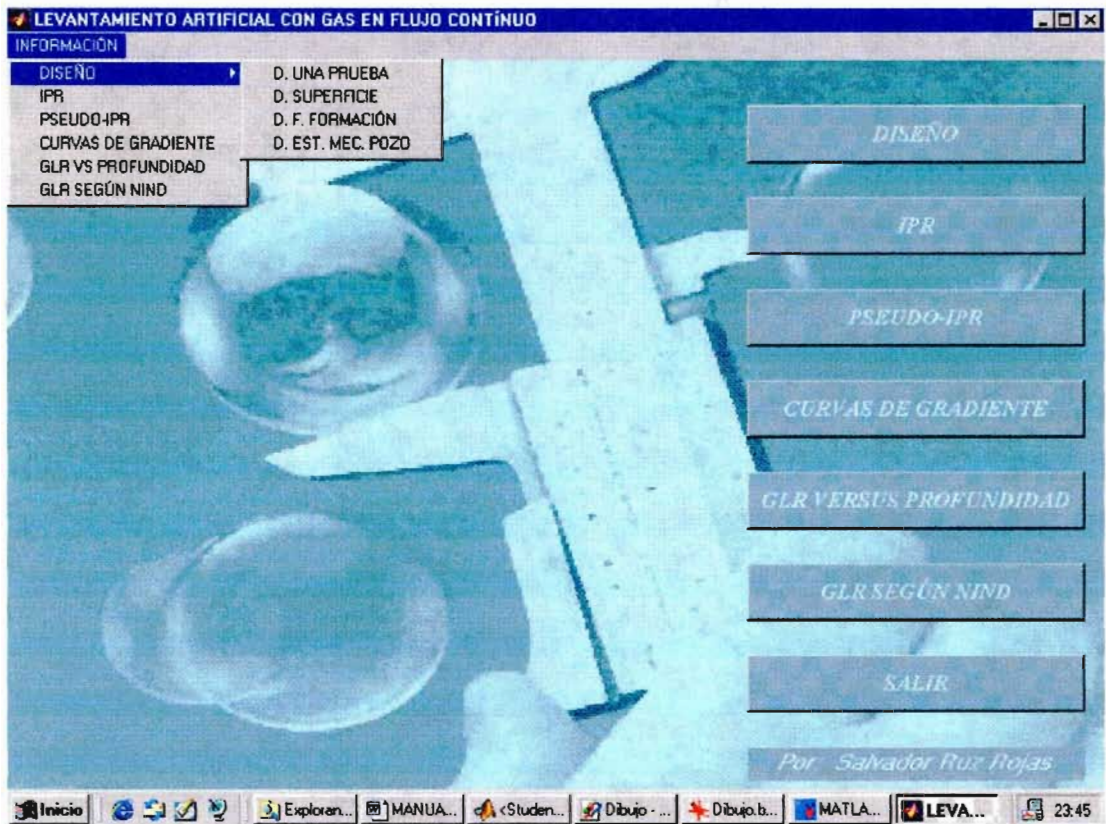 LEVANTAMIENTO ARTIFICIAL CON GAS EN FLUJO CONTÍNUO
INFORMACIÓN
DISEÑO
IPR
PSEUDO-IPR
CURVAS DE GRADIENTE
GLR VS PROFUNDIDAD
GLR SEGÚN NIND
D. UNA PRUEBA
D. SUPERFICIE
D. F. FORMACIÓN
D. EST. MEC. POZO
DISEÑO
IPR
PSEUDO-IPR
CURVAS DE GRADIENTE
GLR VERSUS PROFUNDIDAD
GLR SEGÚN NIND
SALIR
Por: Salvador Ruz Rojas
Inicio Exploran... MANUA... <Studen... Dibujo - ... Dibujo.b... MATLA... LEVA... 23:45